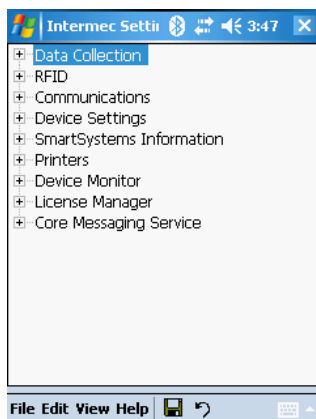 Intermec Settin 3:47
Data Collection
RFID
Communications
Device Settings
SmartSystems Information
Printers
Device Monitor
License Manager
Core Messaging Service
File Edit View Help